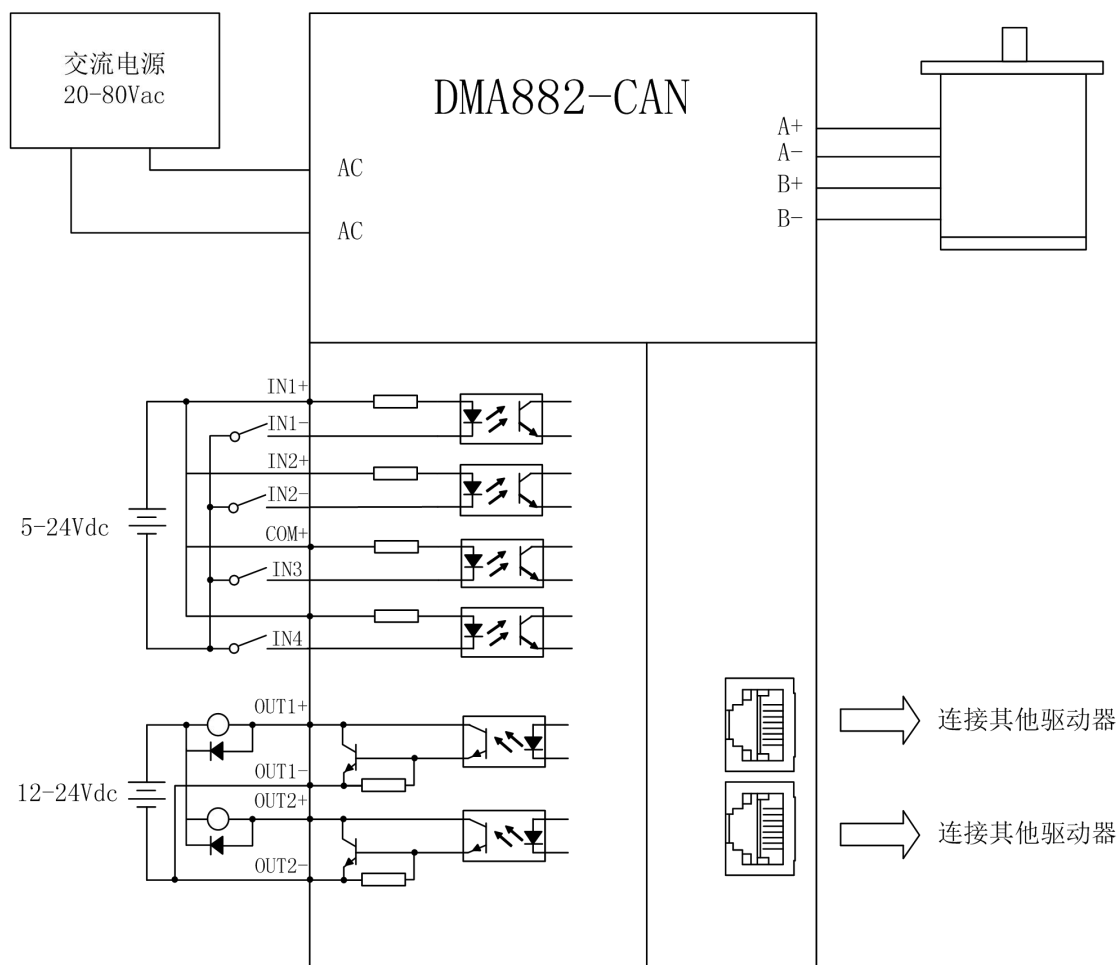 交流电源
20-80Vac
DMA882-CAN
AC
AC
A+
A-
B+
B-
IN1+
IN1-
IN2+
IN2-
COM+
IN3
IN4
5-24Vdc
OUT1+
OUT1-
OUT2+
OUT2-
12-24Vdc
连接其他驱动器
连接其他驱动器